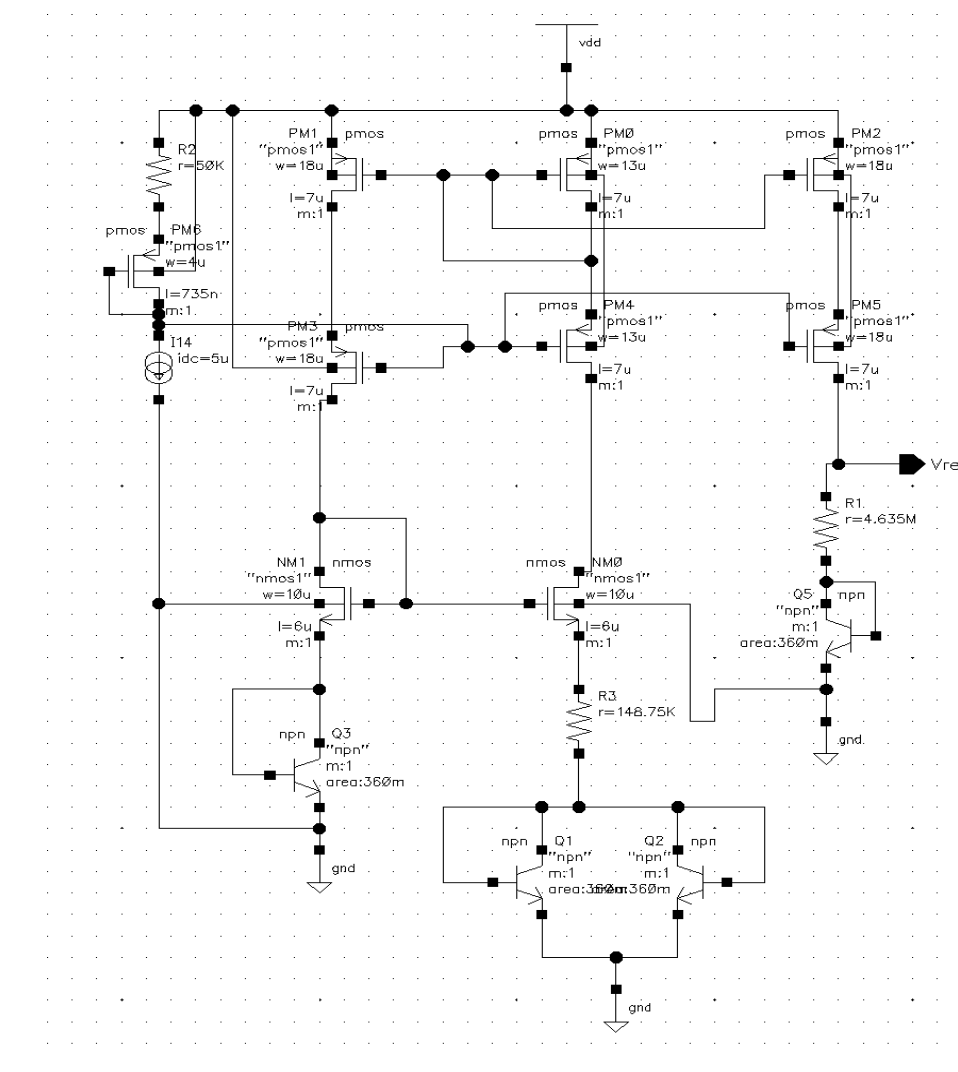 vdd
R2
r=50K
PM1 pmos
"pmos1"
w=18u
l=7u
m:1
pmos PM0
"pmos1"
w=13u
l=7u
m:1
pmos PM2
"pmos1"
w=18u
l=7u
m:1
pmos PM6
"pmos1"
w=4u
l=735n
m:1
I14
idc=5u
PM3 pmos
"pmos1"
w=18u
l=7u
m:1
pmos PM4
"pmos1"
w=13u
l=7u
m:1
pmos PM5
"pmos1"
w=18u
l=7u
m:1
Vre
R1
r=4.635M
NM1 nmos
"nmos1"
w=10u
l=6u
m:1
nmos NM0
"nmos1"
w=10u
l=6u
m:1
Q5 npn
"npn"
m:1
area:360m
gnd
R3
r=148.75K
npn Q3
"npn"
m:1
area:360m
gnd
npn Q1
"npn"
m:1
area:360m
Q2 npn
"npn"
m:1
area:360m
gnd